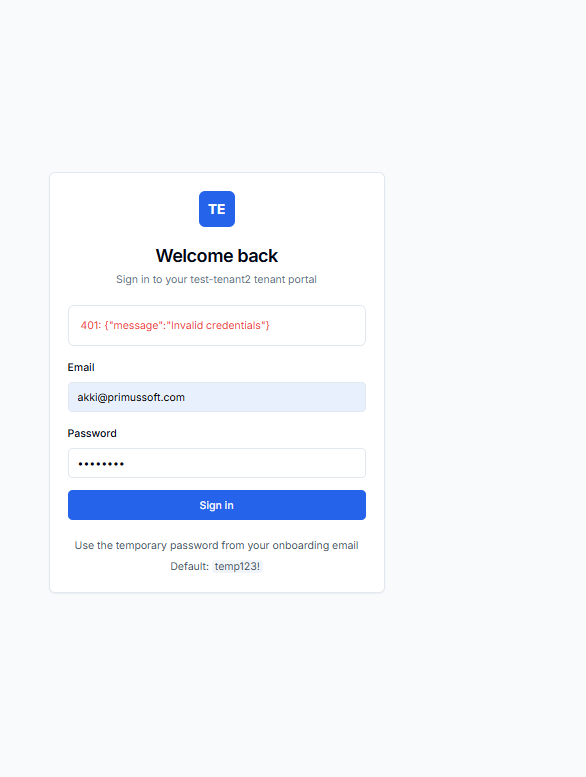 TE
Welcome back
Sign in to your test-tenant2 tenant portal
401: {"message":"Invalid credentials"}
Email
akki@primussoft.com
Password
••••••••
Sign in
Use the temporary password from your onboarding email
Default: temp123!